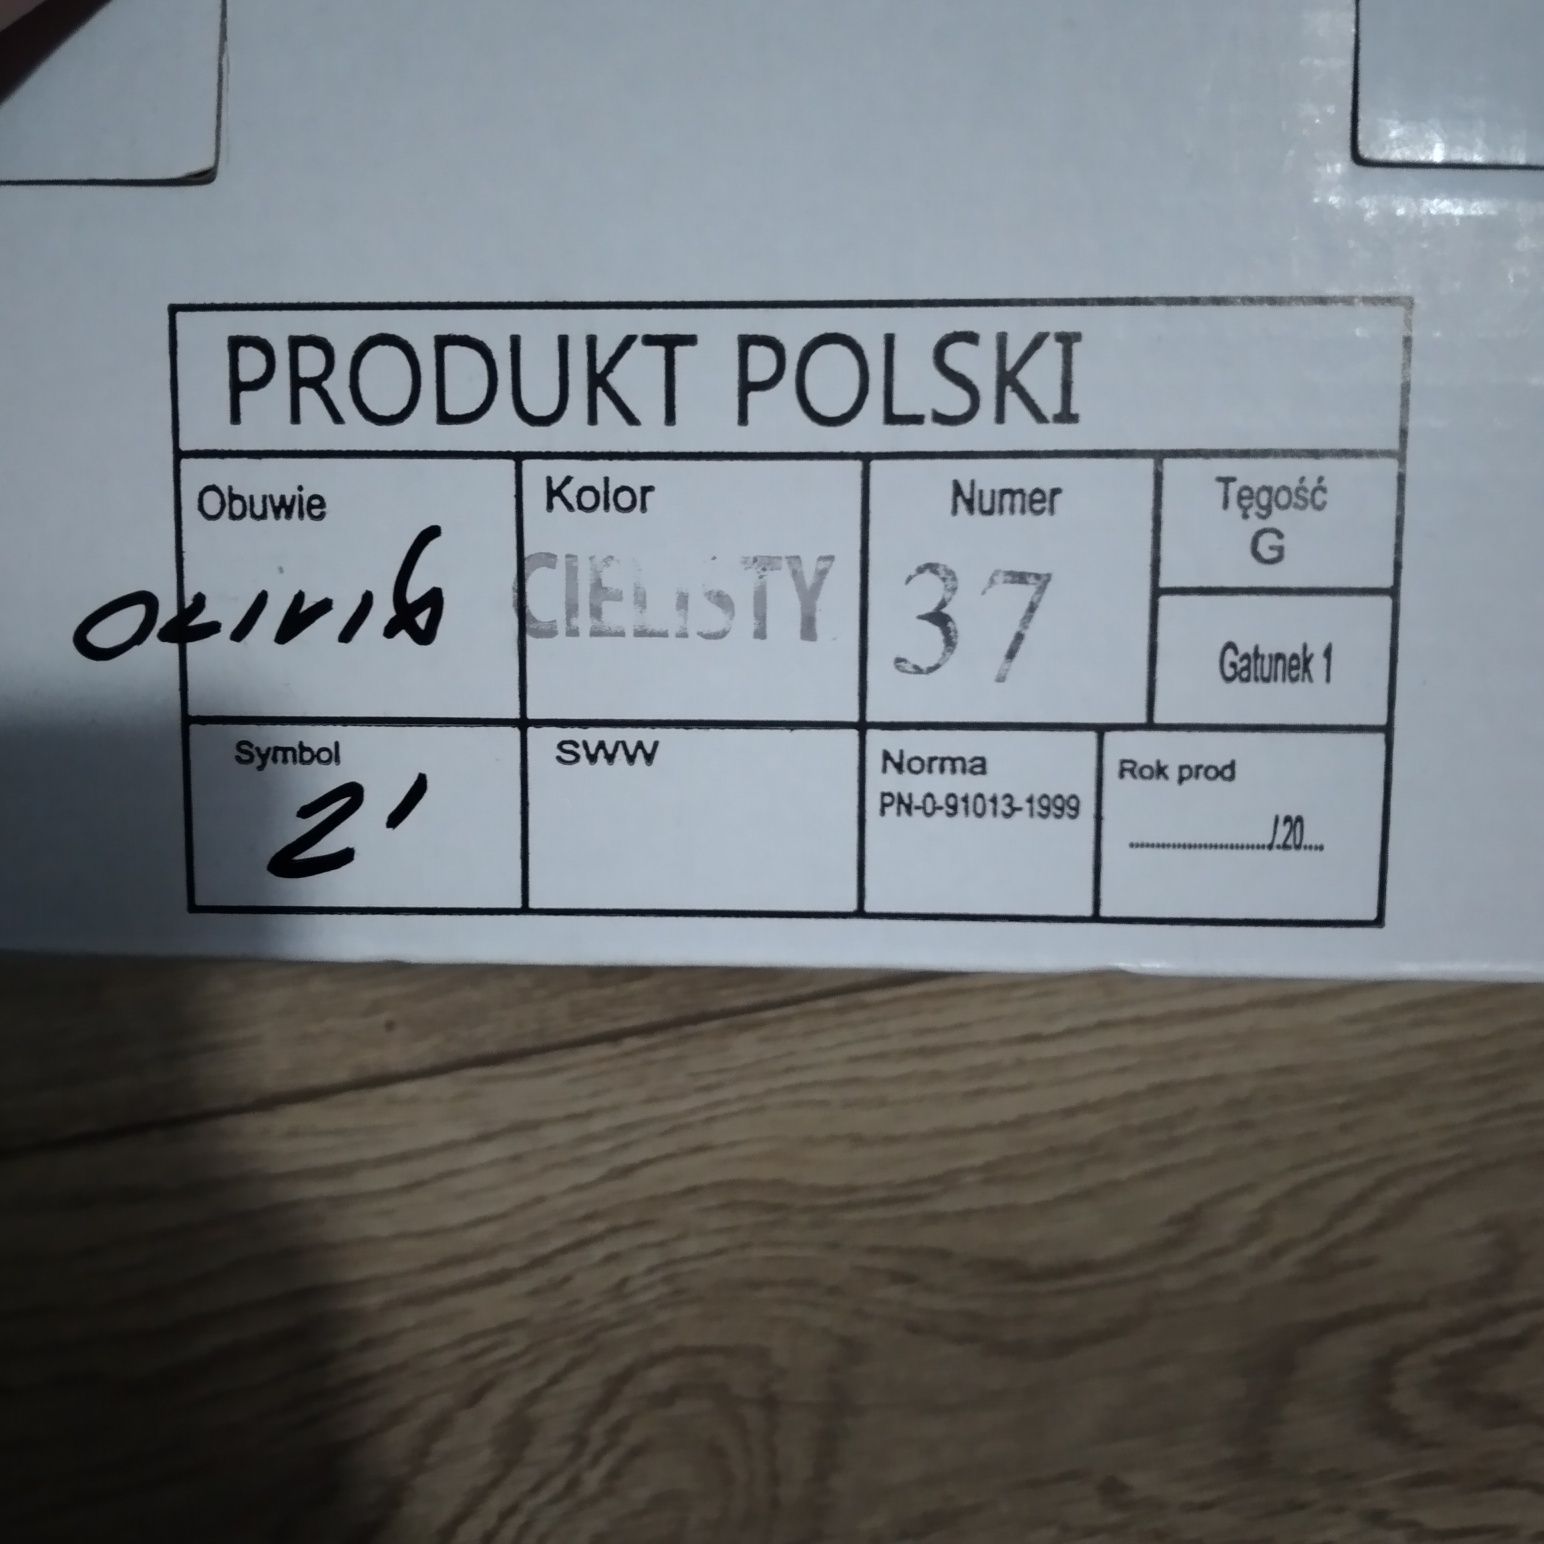 PRODUKT POLSKI
Obuwie
OLIVIA
Kolor
CIELISTY
Numer
37
Tęgość
G
Gatunek 1
Symbol
2'
SWW
Norma
PN-0-91013-1999
Rok prod
............................/.20....